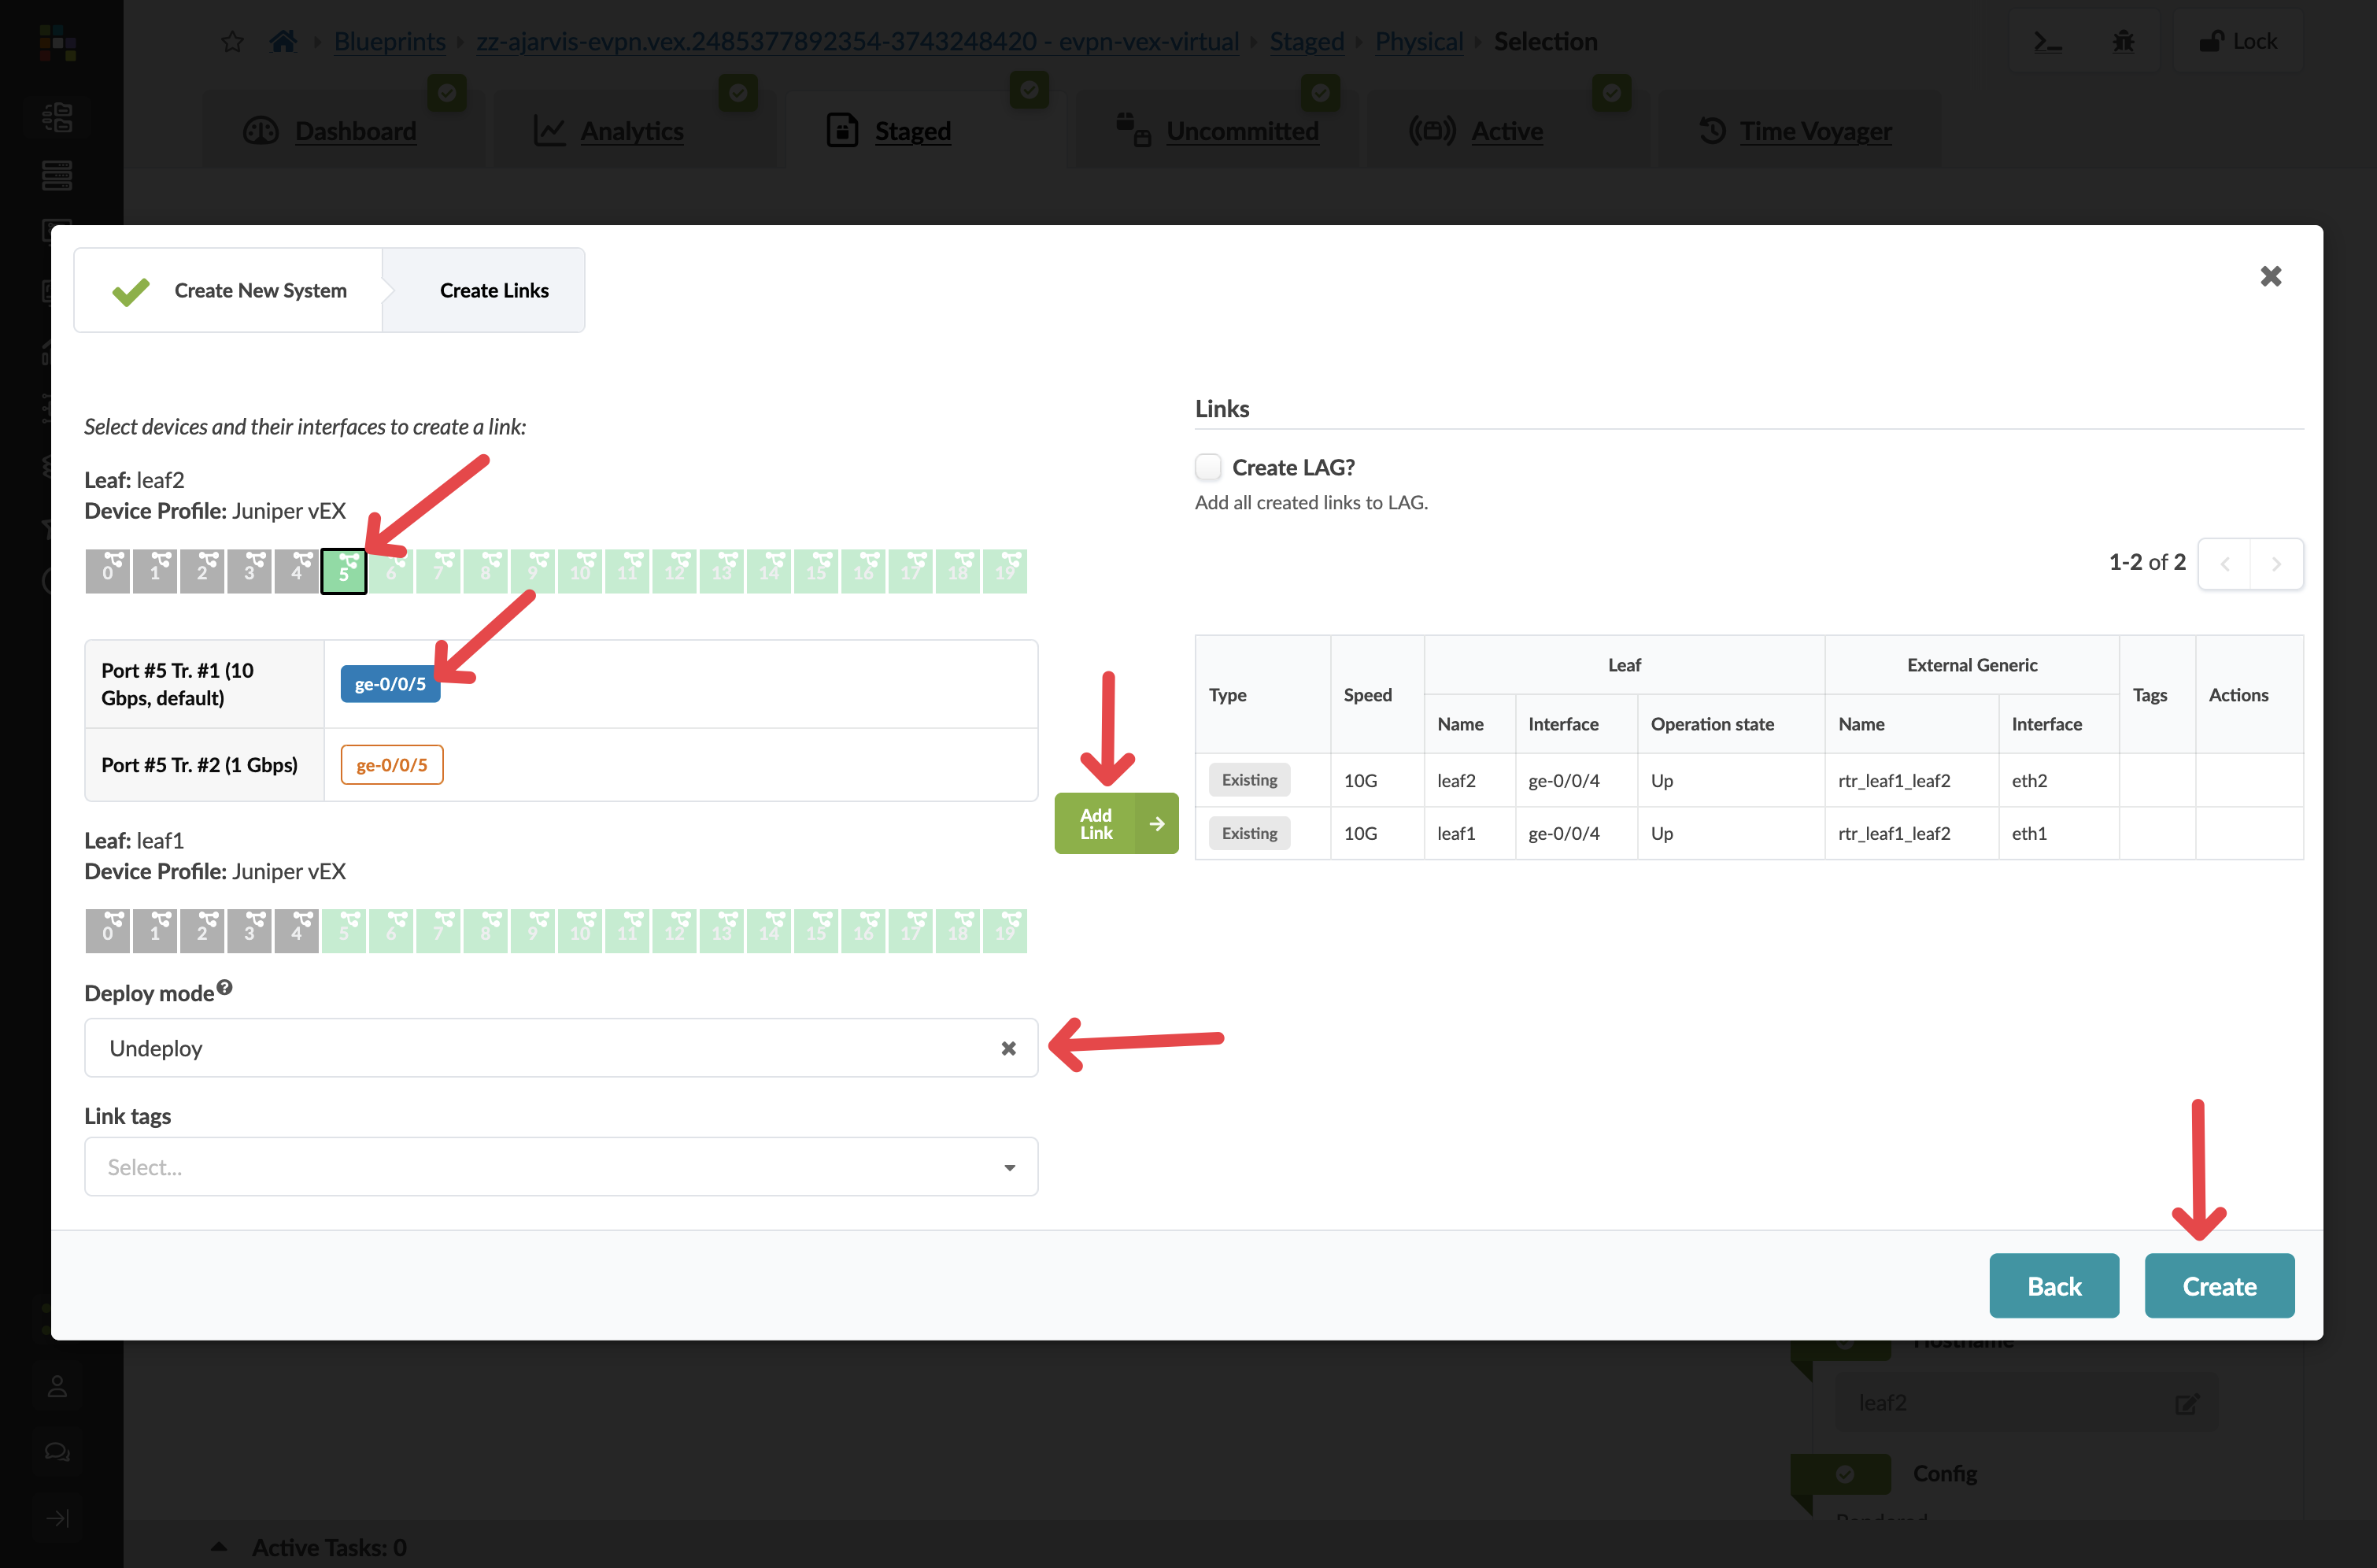 Blueprints zz-ajarvis-evpn.vex.2485377892354-3743248420 - evpn-vex-virtual Staged Physical Selection
Lock
Dashboard
Analytics
Staged
Uncommitted
Active
Time Voyager
Create New System
Create Links
Select devices and their interfaces to create a link:
Leaf: leaf2
Device Profile: Juniper vEX
0 1 2 3 4 5 6 7 8 9 10 11 12 13 14 15 16 17 18 19
Port #5 Tr. #1 (10
Gbps, default)
ge-0/0/5
Port #5 Tr. #2 (1 Gbps)
ge-0/0/5
Leaf: leaf1
Device Profile: Juniper vEX
0 1 2 3 4 5 6 7 8 9 10 11 12 13 14 15 16 17 18 19
Deploy mode
Undeploy
Link tags
Select...
Add
Link
Links
Create LAG?
Add all created links to LAG.
1-2 of 2
Type Speed Leaf External Generic Tags Actions
Name Interface Operation state Name Interface
Existing 10G leaf2 ge-0/0/4 Up rtr_leaf1_leaf2 eth2
Existing 10G leaf1 ge-0/0/4 Up rtr_leaf1_leaf2 eth1
Back
Create
Hostname
leaf2
Config
Rendered
Active Tasks: 0